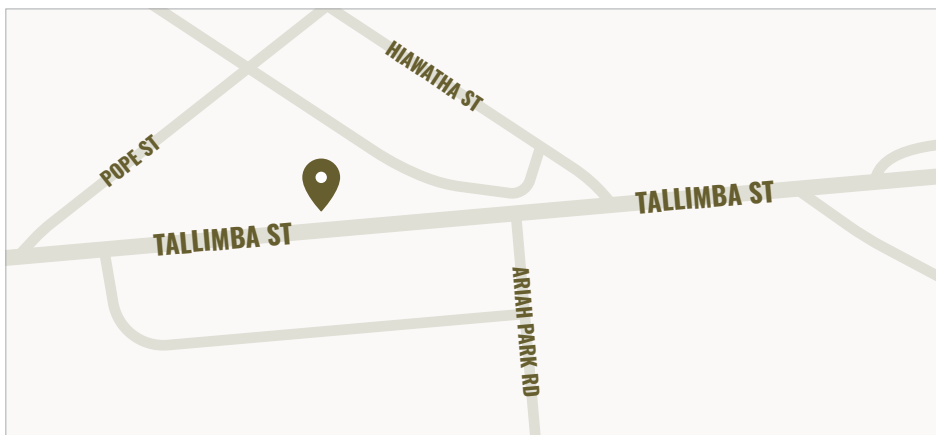 HIAWATHA ST
POPE ST
TALLIMBA ST
TALLIMBA ST
ARIAH PARK RD